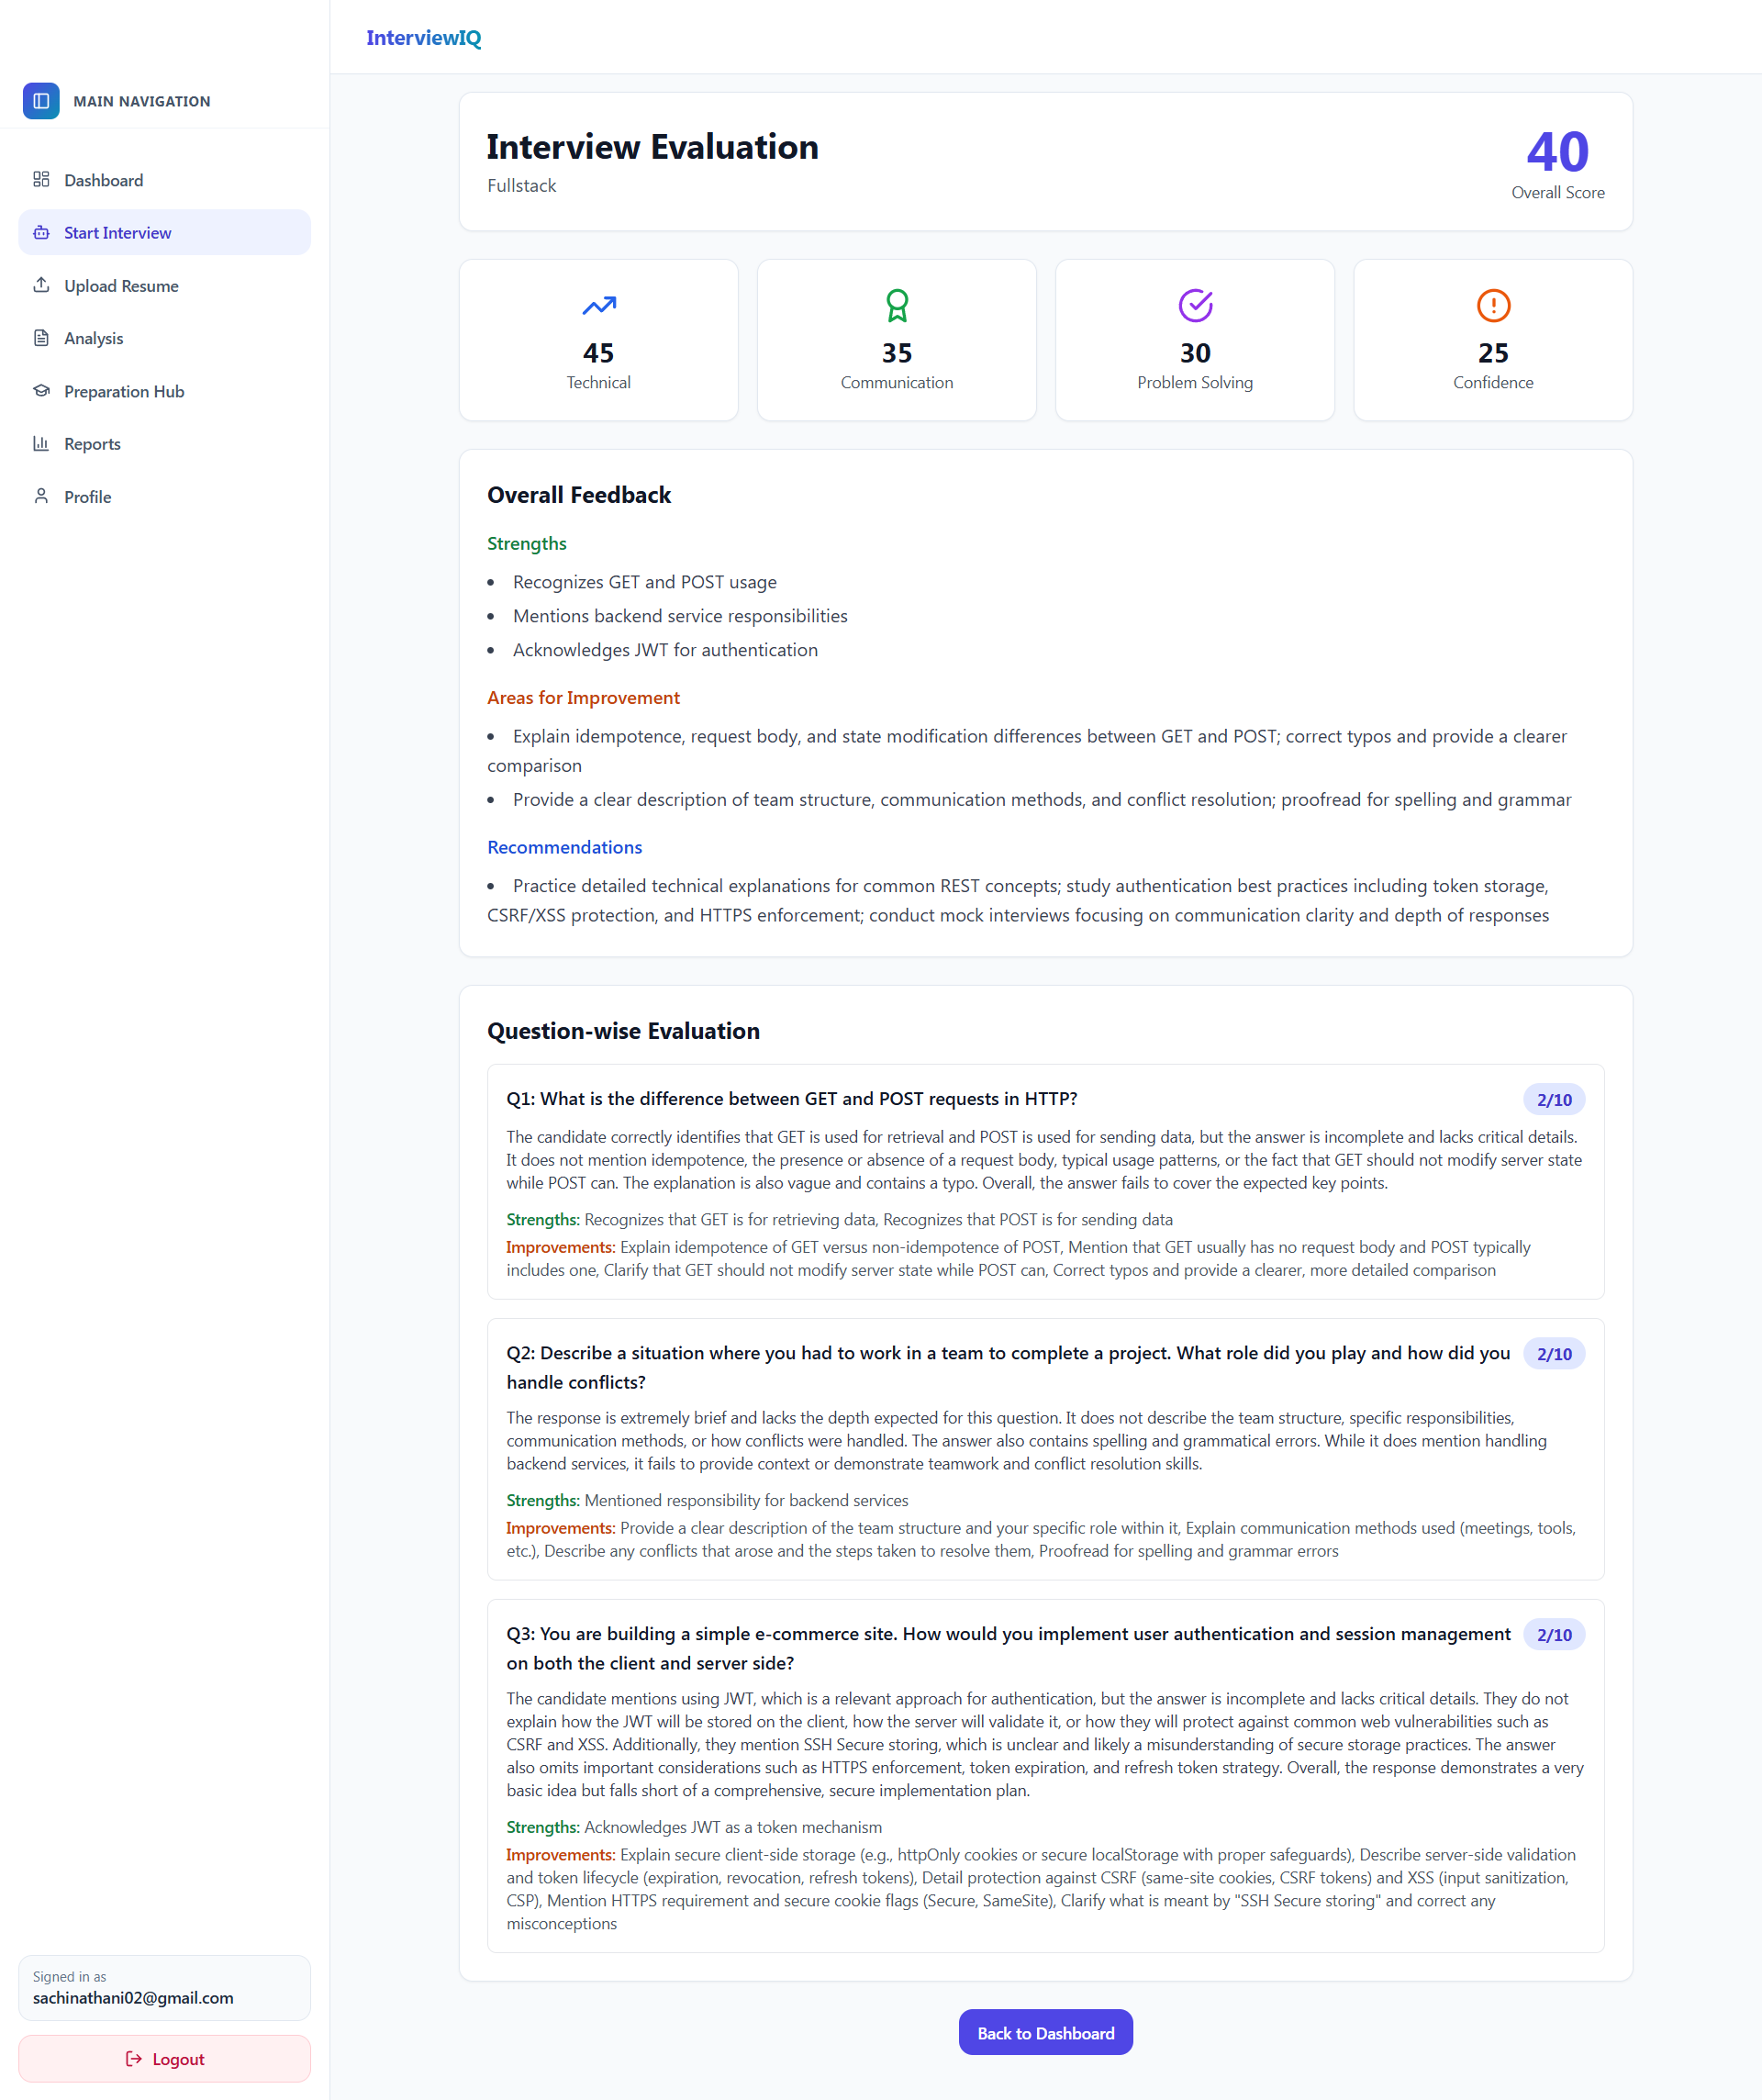 InterviewIQ
MAIN NAVIGATION
Dashboard
Start Interview
Upload Resume
Analysis
Preparation Hub
Reports
Profile
Signed in as
sachinathani02@gmail.com
Logout
Interview Evaluation
Fullstack
40
Overall Score
45
Technical
35
Communication
30
Problem Solving
25
Confidence
Overall Feedback
Strengths
• Recognizes GET and POST usage
• Mentions backend service responsibilities
• Acknowledges JWT for authentication
Areas for Improvement
• Explain idempotence, request body, and state modification differences between GET and POST; correct typos and provide a clearer
comparison
• Provide a clear description of team structure, communication methods, and conflict resolution; proofread for spelling and grammar
Recommendations
• Practice detailed technical explanations for common REST concepts; study authentication best practices including token storage,
CSRF/XSS protection, and HTTPS enforcement; conduct mock interviews focusing on communication clarity and depth of responses
Question-wise Evaluation
Q1: What is the difference between GET and POST requests in HTTP?
2/10
The candidate correctly identifies that GET is used for retrieval and POST is used for sending data, but the answer is incomplete and lacks critical details.
It does not mention idempotence, the presence or absence of a request body, typical usage patterns, or the fact that GET should not modify server state
while POST can. The explanation is also vague and contains a typo. Overall, the answer fails to cover the expected key points.
Strengths: Recognizes that GET is for retrieving data, Recognizes that POST is for sending data
Improvements: Explain idempotence of GET versus non-idempotence of POST, Mention that GET usually has no request body and POST typically
includes one, Clarify that GET should not modify server state while POST can, Correct typos and provide a clearer, more detailed comparison
Q2: Describe a situation where you had to work in a team to complete a project. What role did you play and how did you
handle conflicts?
2/10
The response is extremely brief and lacks the depth expected for this question. It does not describe the team structure, specific responsibilities,
communication methods, or how conflicts were handled. The answer also contains spelling and grammatical errors. While it does mention handling
backend services, it fails to provide context or demonstrate teamwork and conflict resolution skills.
Strengths: Mentioned responsibility for backend services
Improvements: Provide a clear description of the team structure and your specific role within it, Explain communication methods used (meetings, tools,
etc.), Describe any conflicts that arose and the steps taken to resolve them, Proofread for spelling and grammar errors
Q3: You are building a simple e-commerce site. How would you implement user authentication and session management
on both the client and server side?
2/10
The candidate mentions using JWT, which is a relevant approach for authentication, but the answer is incomplete and lacks critical details. They do not
explain how the JWT will be stored on the client, how the server will validate it, or how they will protect against common web vulnerabilities such as
CSRF and XSS. Additionally, they mention SSH Secure storing, which is unclear and likely a misunderstanding of secure storage practices. The answer
also omits important considerations such as HTTPS enforcement, token expiration, and refresh token strategy. Overall, the response demonstrates a very
basic idea but falls short of a comprehensive, secure implementation plan.
Strengths: Acknowledges JWT as a token mechanism
Improvements: Explain secure client-side storage (e.g., httpOnly cookies or secure localStorage with proper safeguards), Describe server-side validation
and token lifecycle (expiration, revocation, refresh tokens), Detail protection against CSRF (same-site cookies, CSRF tokens) and XSS (input sanitization,
CSP), Mention HTTPS requirement and secure cookie flags (Secure, SameSite), Clarify what is meant by "SSH Secure storing" and correct any
misconceptions
Back to Dashboard